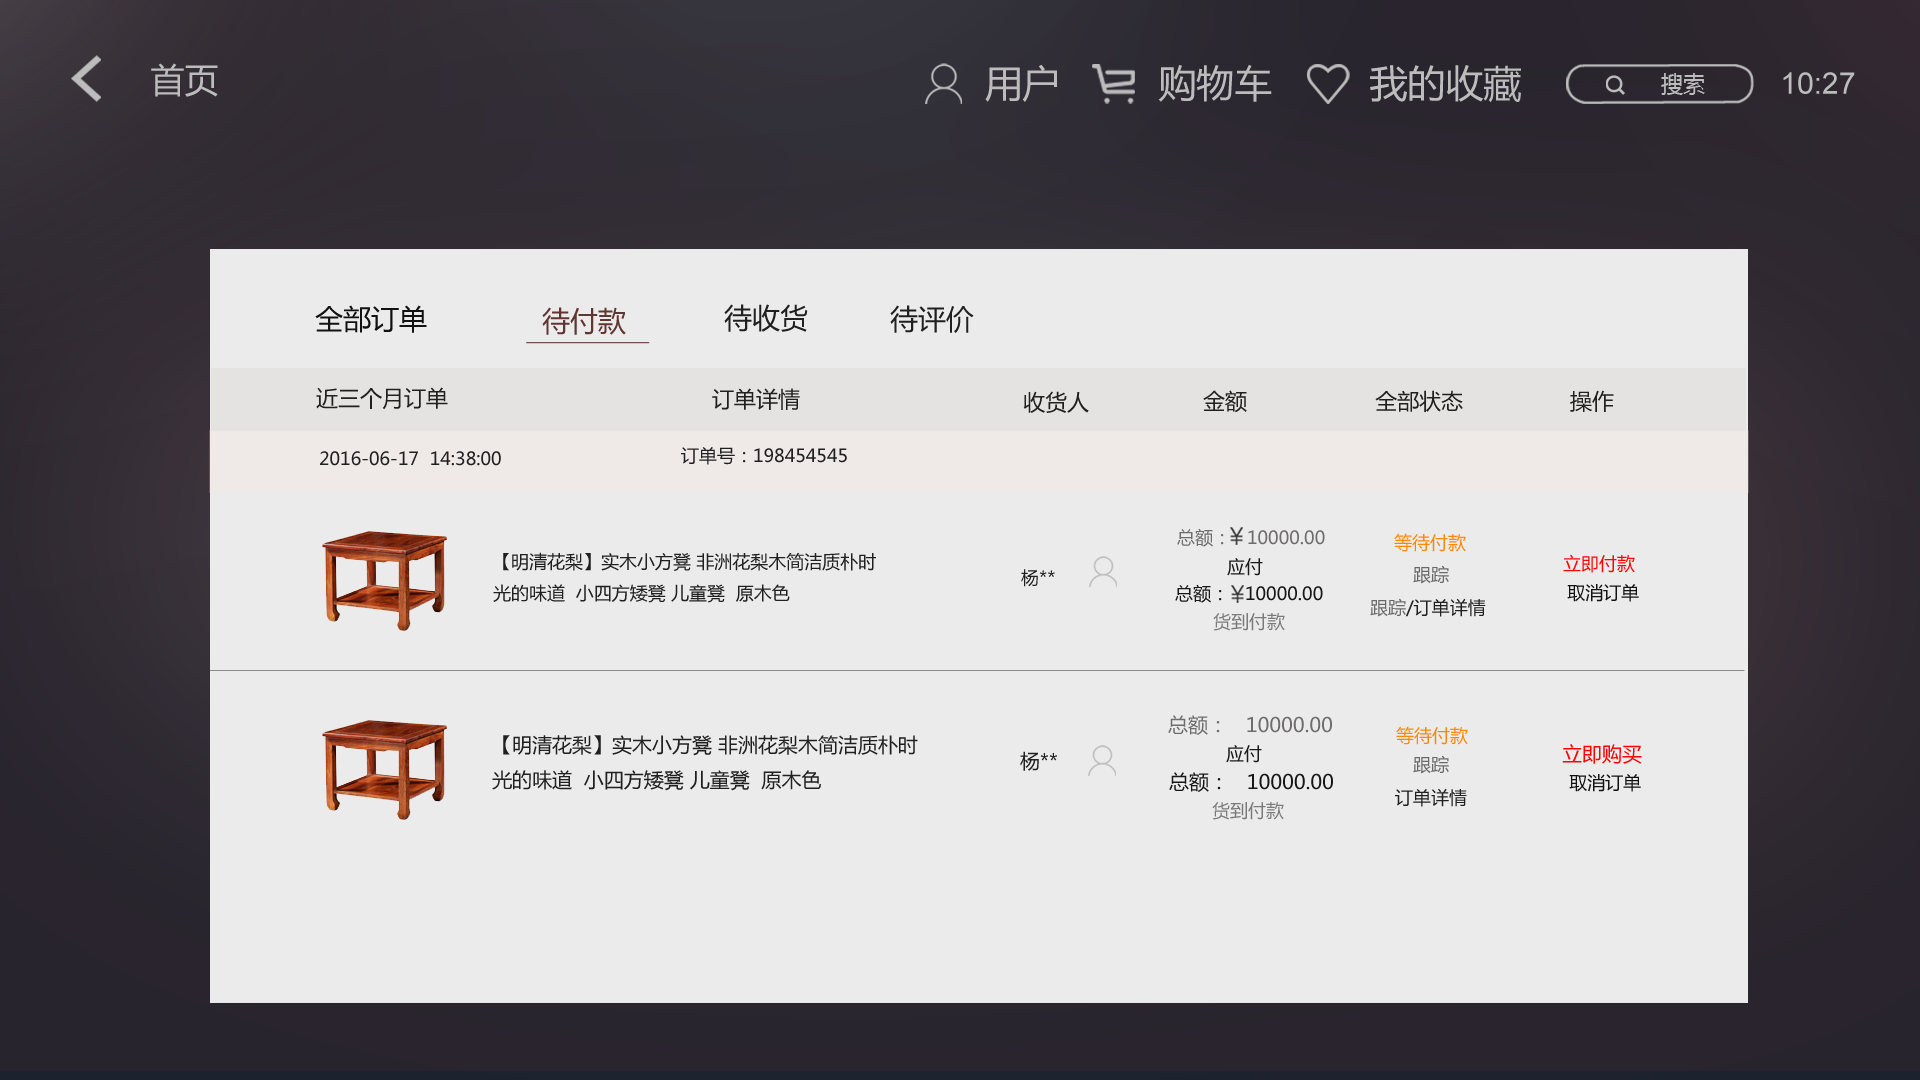 首页
用户
购物车
我的收藏
搜索
10:27
全部订单
待付款
待收货
待评价
近三个月订单
订单详情
收货人
金额
全部状态
操作
2016-06-17 14:38:00
订单号：198454545
【明清花梨】实木小方凳 非洲花梨木简洁质朴时
光的味道 小四方矮凳 儿童凳 原木色
杨**
总额：¥10000.00
应付
总额：¥10000.00
货到付款
等待付款
跟踪
跟踪/订单详情
立即付款
取消订单
【明清花梨】实木小方凳 非洲花梨木简洁质朴时
光的味道 小四方矮凳 儿童凳 原木色
杨**
总额： 10000.00
应付
总额： 10000.00
货到付款
等待付款
跟踪
订单详情
立即购买
取消订单